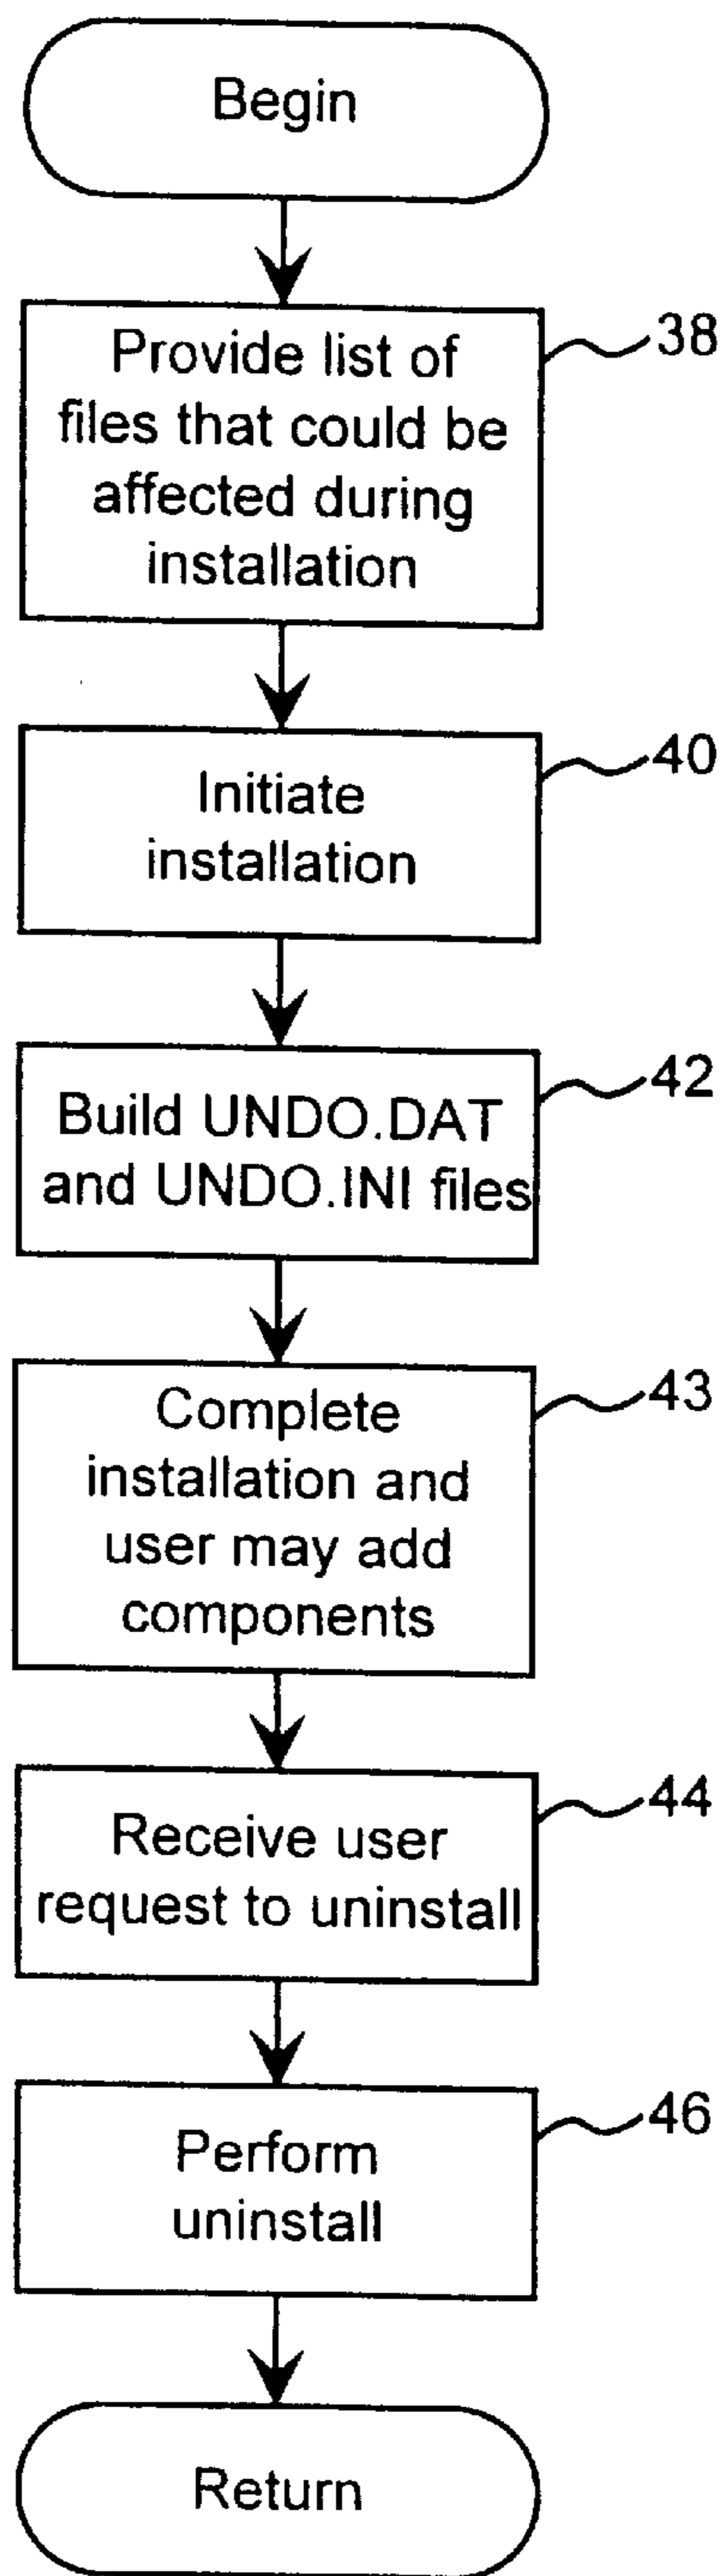 Begin
Provide list of
files that could be
affected during
installation
38
Initiate
installation
40
Build UNDO.DAT
and UNDO.INI files
42
Complete
installation and
user may add
components
43
Receive user
request to uninstall
44
Perform
uninstall
46
Return